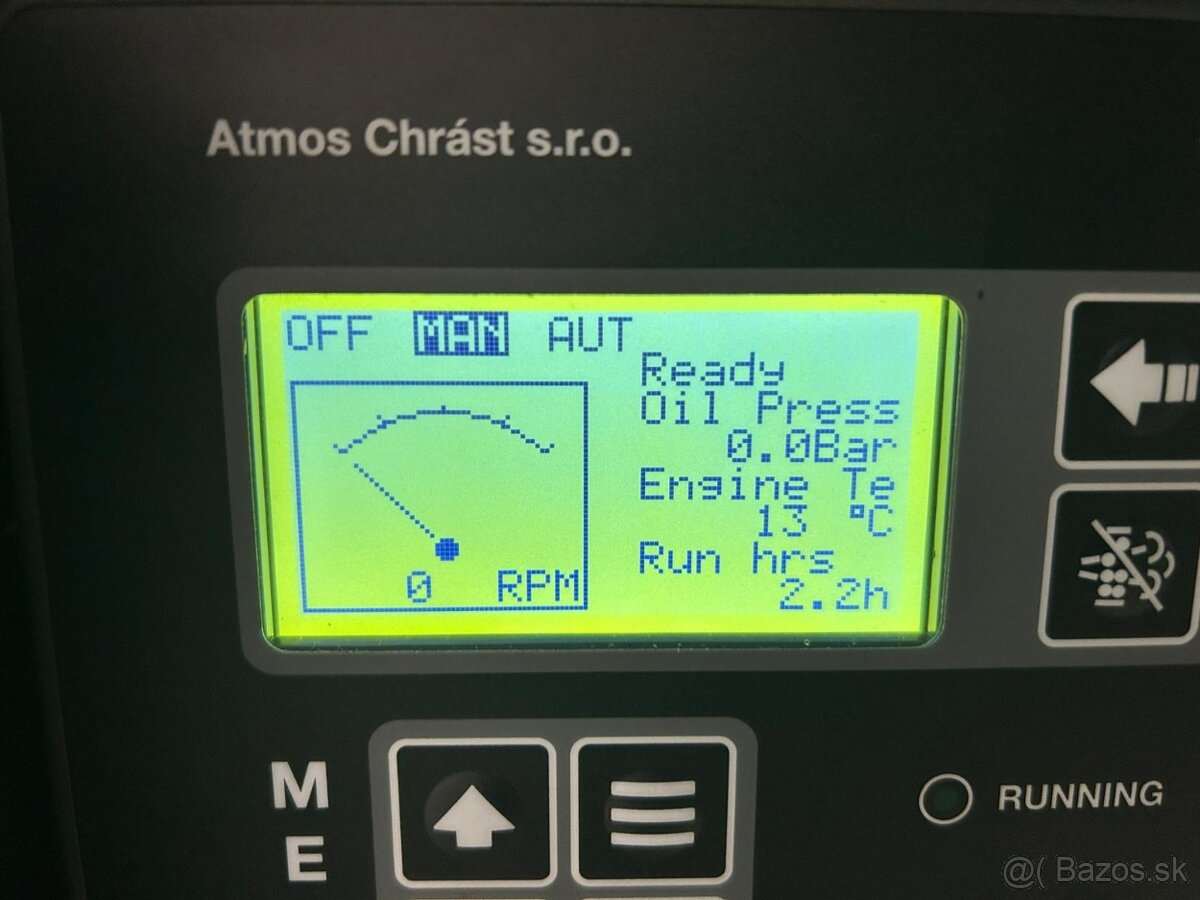 Atmos Chrást s.r.o.
OFF MAN AUT
Ready
Oil Press
0.0Bar
Engine Te
13 °C
Run hrs
2.2h
0 RPM
M
E
RUNNING
@( Bazos.sk